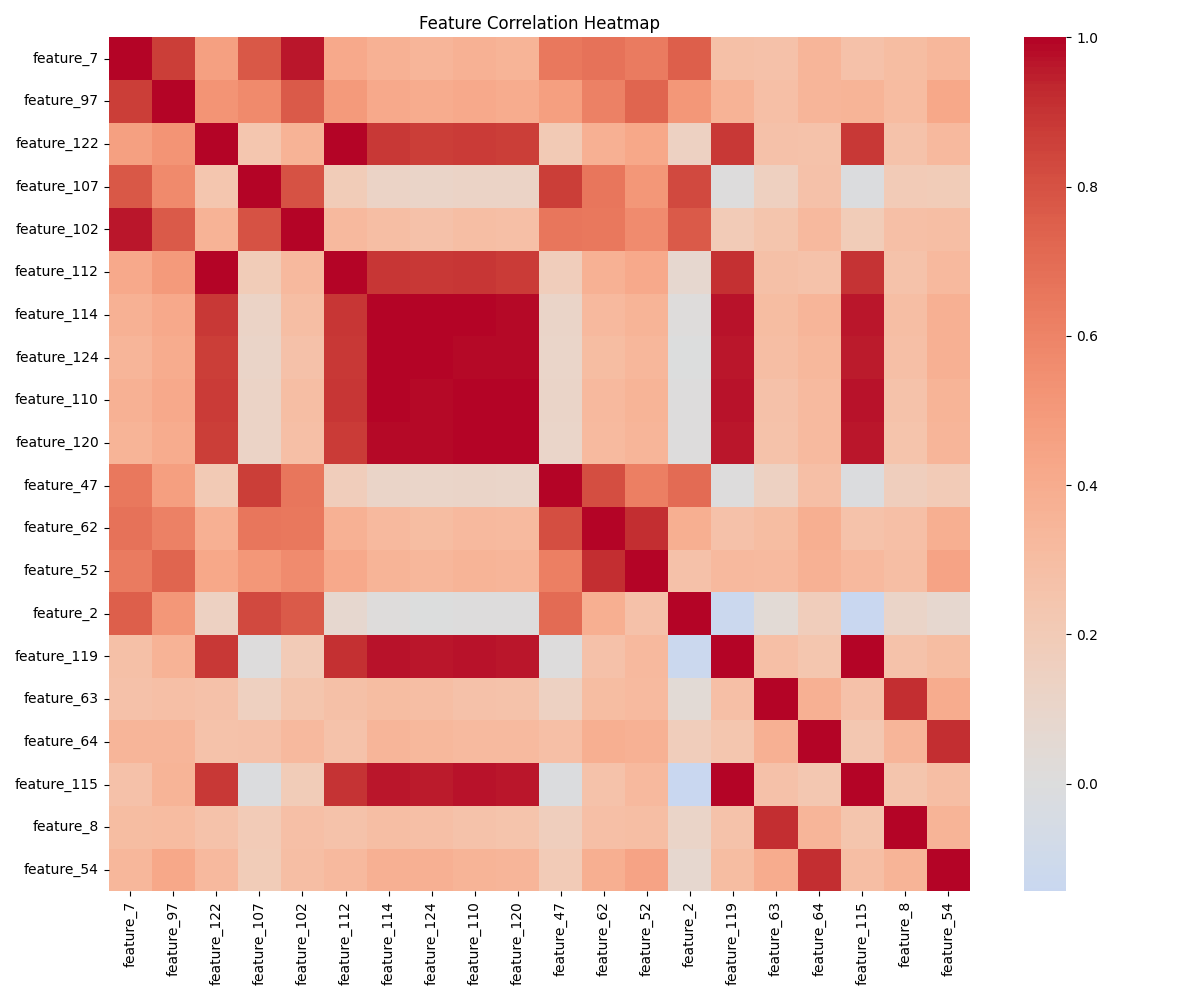 Feature Correlation Heatmap
feature_7
feature_97
feature_122
feature_107
feature_102
feature_112
feature_114
feature_124
feature_110
feature_120
feature_47
feature_62
feature_52
feature_2
feature_119
feature_63
feature_64
feature_115
feature_8
feature_54
feature_7
feature_97
feature_122
feature_107
feature_102
feature_112
feature_114
feature_124
feature_110
feature_120
feature_47
feature_62
feature_52
feature_2
feature_119
feature_63
feature_64
feature_115
feature_8
feature_54
1.0
0.8
0.6
0.4
0.2
0.0